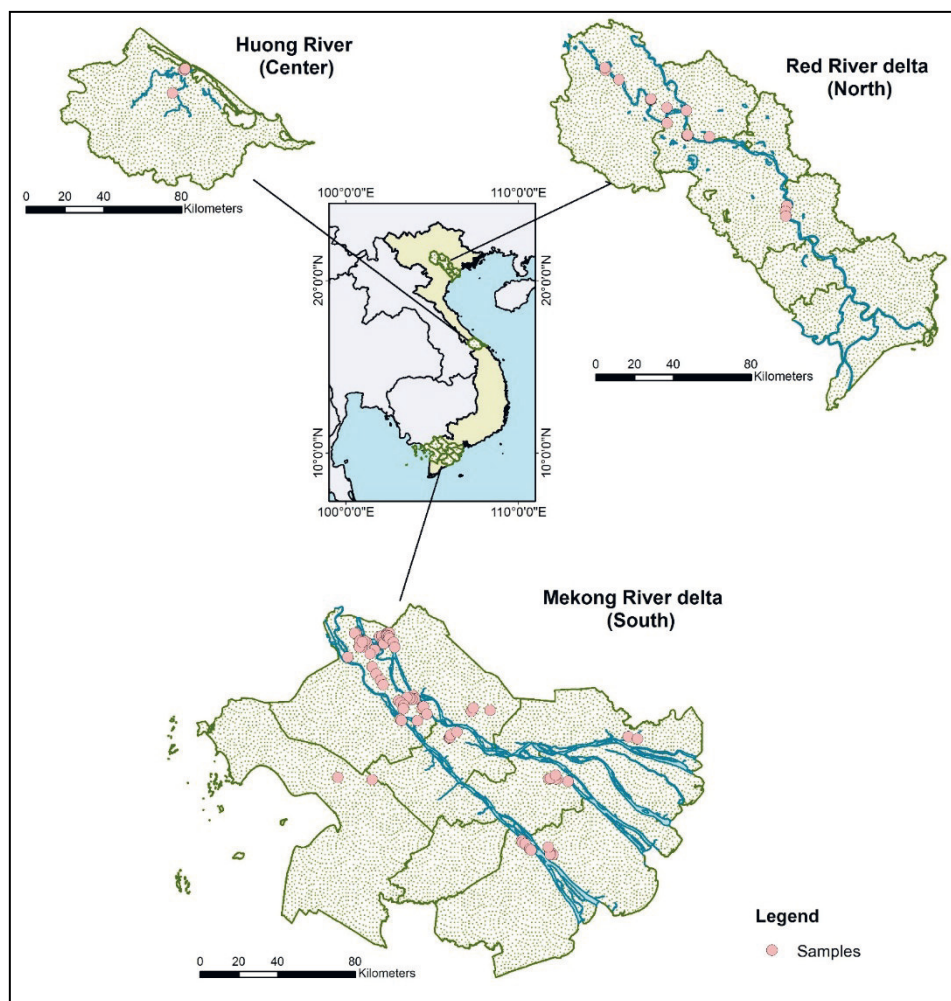 Huong River
(Center)
0 20 40 80
Kilometers
Red River delta
(North)
0 20 40 80
Kilometers
100°0'0"E 110°0'0"E
20°0'0"N 20°0'0"N
10°0'0"N 10°0'0"N
100°0'0"E 110°0'0"E
Mekong River delta
(South)
0 20 40 80
Kilometers
Legend
Samples